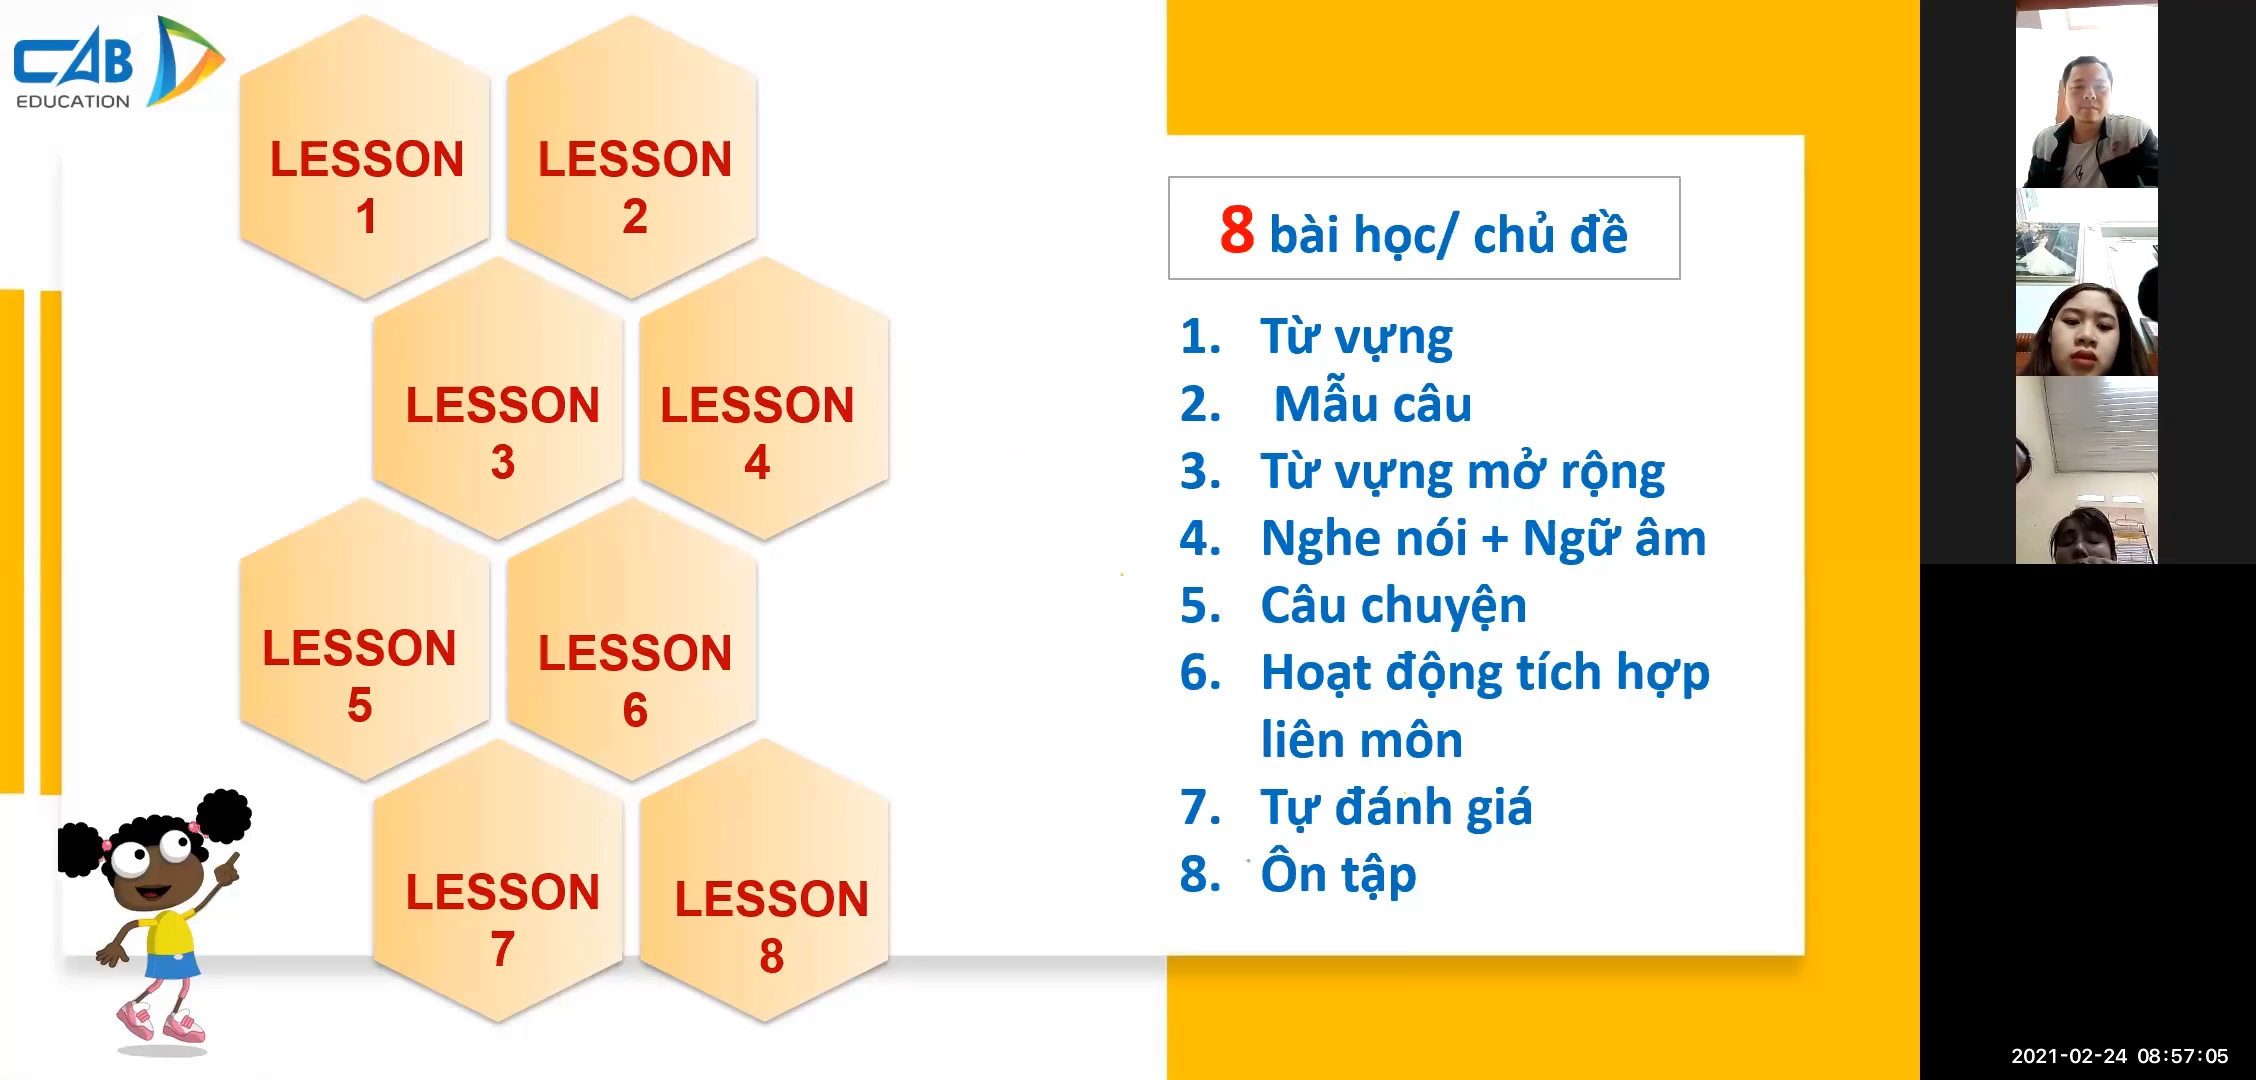 CAB
EDUCATION
LESSON
1
LESSON
2
LESSON
3
LESSON
4
LESSON
5
LESSON
6
LESSON
7
LESSON
8
8 bài học/ chủ đề
1. Từ vựng
2. Mẫu câu
3. Từ vựng mở rộng
4. Nghe nói + Ngữ âm
5. Câu chuyện
6. Hoạt động tích hợp
liên môn
7. Tự đánh giá
8. Ôn tập
2021-02-24 08:57:05